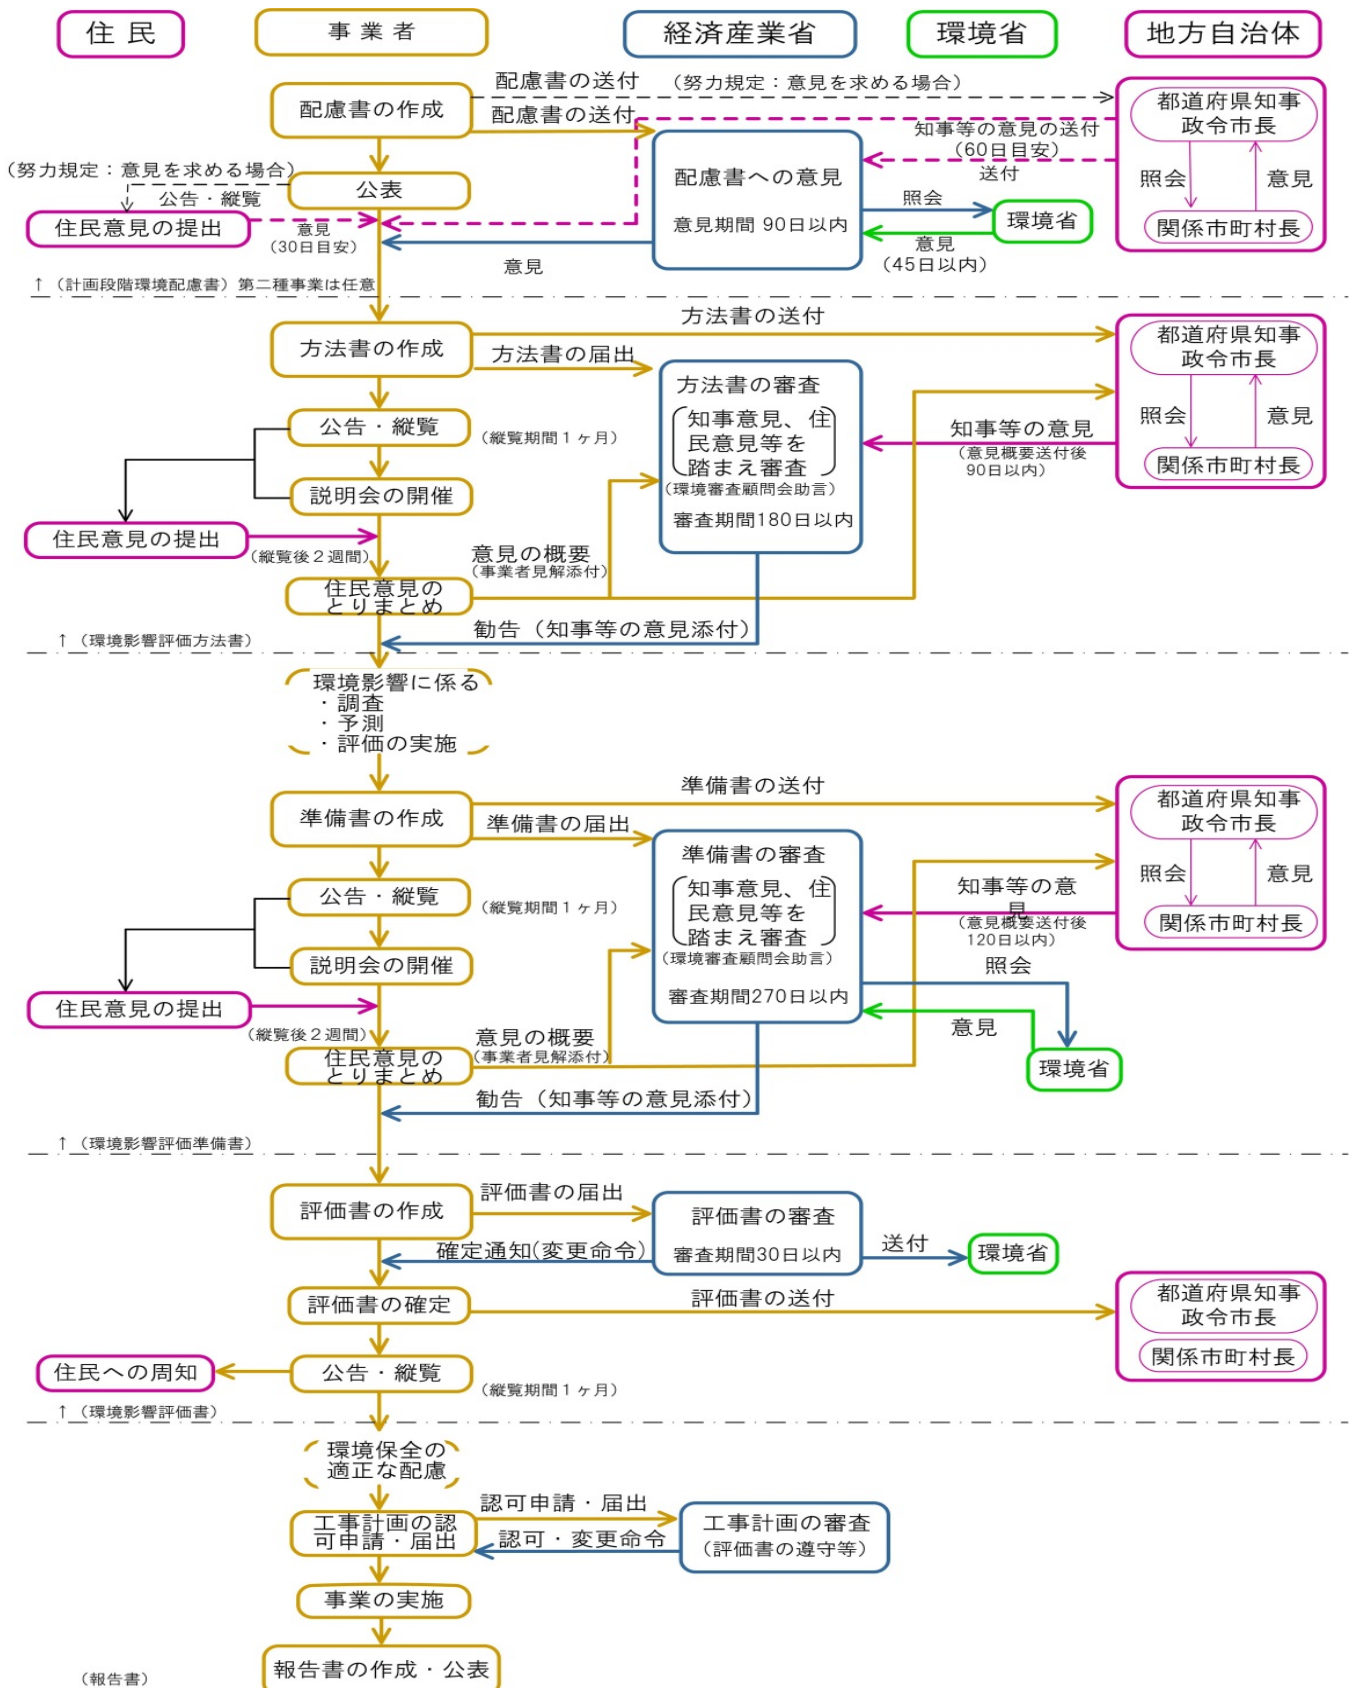 住 民
事 業 者
経済産業省
環境省
地方自治体
配慮書の作成
配慮書の送付
(努力規定：意見を求める場合)
配慮書の送付
都道府県知事
政令市長
知事等の意見の送付
(60日目安)
送付
照会
意見
関係市町村長
(努力規定：意見を求める場合)
公告・縦覧
公表
住民意見の提出
意見
(30日目安)
配慮書への意見
意見期間 90日以内
照会
環境省
意見
(45日以内)
意見
↑（計画段階環境配慮書）第二種事業は任意
方法書の作成
方法書の送付
方法書の届出
都道府県知事
政令市長
照会
意見
関係市町村長
公告・縦覧
(縦覧期間１ヶ月)
説明会の開催
方法書の審査
知事意見、住
民意見等を
踏まえ審査
(環境審査顧問会助言)
審査期間180日以内
知事等の意見
(意見概要送付後
90日以内)
住民意見の提出
(縦覧後２週間)
意見の概要
(事業者見解添付)
住民意見の
とりまとめ
勧告（知事等の意見添付）
↑（環境影響評価方法書）
環境影響に係る
・調査
・予測
・評価の実施
準備書の作成
準備書の送付
準備書の届出
都道府県知事
政令市長
照会
意見
関係市町村長
公告・縦覧
(縦覧期間１ヶ月)
説明会の開催
準備書の審査
知事意見、住
民意見等を
踏まえ審査
(環境審査顧問会助言)
審査期間270日以内
知事等の意
見
(意見概要送付後
120日以内)
照会
意見
環境省
住民意見の提出
(縦覧後２週間)
意見の概要
(事業者見解添付)
住民意見の
とりまとめ
勧告（知事等の意見添付）
↑（環境影響評価準備書）
評価書の作成
評価書の届出
評価書の審査
審査期間30日以内
確定通知(変更命令)
送付
環境省
評価書の確定
評価書の送付
都道府県知事
政令市長
関係市町村長
住民への周知
公告・縦覧
(縦覧期間１ヶ月)
↑（環境影響評価書）
環境保全の
適正な配慮
工事計画の認
可申請・届出
認可申請・届出
認可・変更命令
工事計画の審査
(評価書の遵守等)
事業の実施
報告書の作成・公表
（報告書）